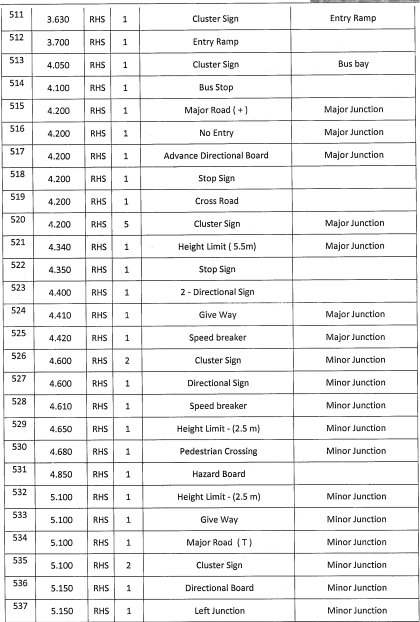 511 3.630 RHS 1 Cluster Sign Entry Ramp
512 3.700 RHS 1 Entry Ramp
513 4.050 RHS 1 Cluster Sign Bus bay
514 4.100 RHS 1 Bus Stop
515 4.200 RHS 1 Major Road ( + ) Major Junction
516 4.200 RHS 1 No Entry Major Junction
517 4.200 RHS 1 Advance Directional Board Major Junction
518 4.200 RHS 1 Stop Sign
519 4.200 RHS 1 Cross Road
520 4.200 RHS 5 Cluster Sign Major Junction
521 4.340 RHS 1 Height Limit ( 5.5m) Major Junction
522 4.350 RHS 1 Stop Sign
523 4.400 RHS 1 2 - Directional Sign
524 4.410 RHS 1 Give Way Major Junction
525 4.420 RHS 1 Speed breaker Major Junction
526 4.600 RHS 2 Cluster Sign Minor Junction
527 4.600 RHS 1 Directional Sign Minor Junction
528 4.610 RHS 1 Speed breaker Minor Junction
529 4.650 RHS 1 Height Limit - (2.5 m) Minor Junction
530 4.680 RHS 1 Pedestrian Crossing Minor Junction
531 4.850 RHS 1 Hazard Board
532 5.100 RHS 1 Height Limit - (2.5 m) Minor Junction
533 5.100 RHS 1 Give Way Minor Junction
534 5.100 RHS 1 Major Road ( T ) Minor Junction
535 5.100 RHS 2 Cluster Sign Minor Junction
536 5.150 RHS 1 Directional Board Minor Junction
537 5.150 RHS 1 Left Junction Minor Junction